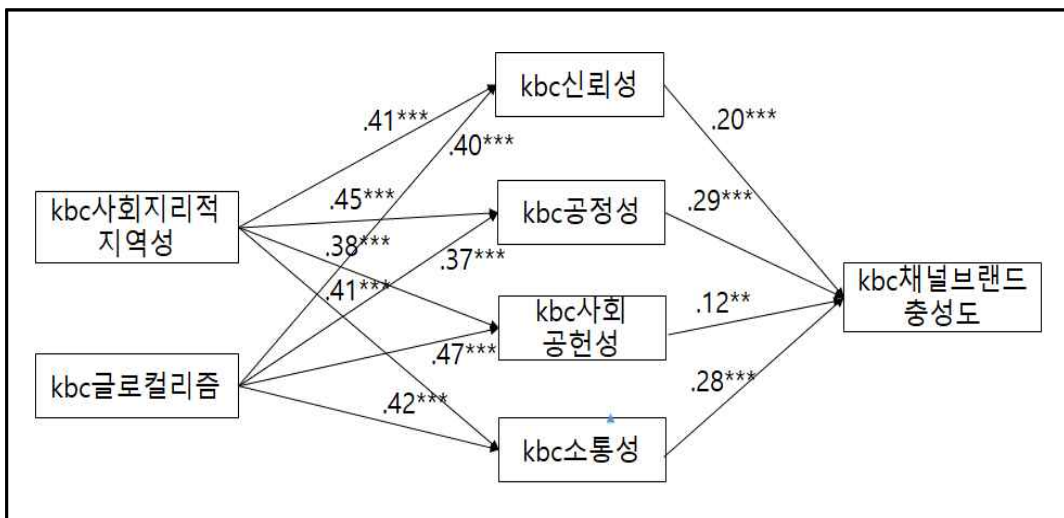 kbc신뢰성
.41***
.20***
.40***
kbc사회지리적
지역성
.45***
kbc공정성
.29***
.38***
.37***
kbc채널브랜드
충성도
.41***
kbc사회
공헌성
.12**
kbc글로컬리즘
.47***
.28***
.42***
kbc소통성